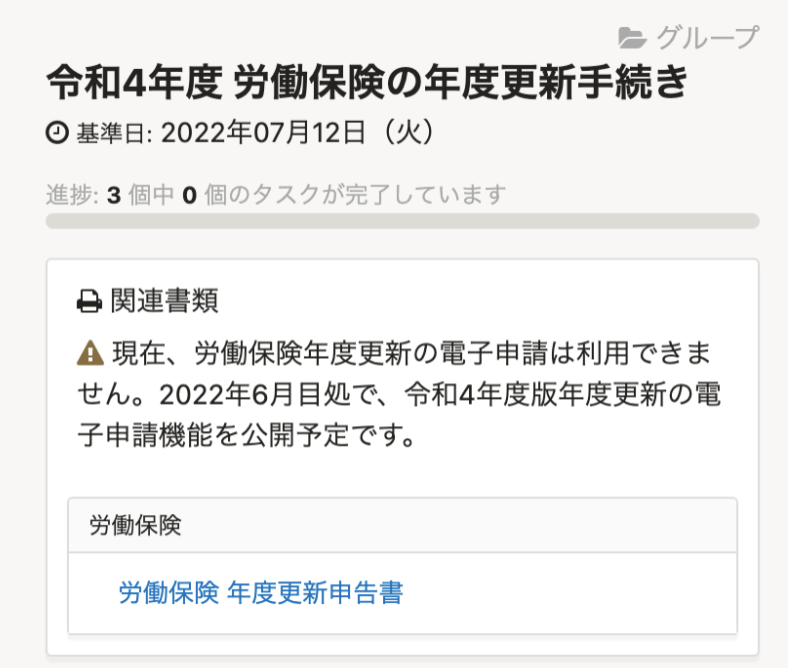 グループ
令和4年度 労働保険の年度更新手続き
基準日: 2022年07月12日（火）
進捗: 3 個中 0 個のタスクが完了しています
関連書類
現在、労働保険年度更新の電子申請は利用できま
せん。2022年6月目処で、令和4年度版年度更新の電
子申請機能を公開予定です。
労働保険
労働保険 年度更新申告書